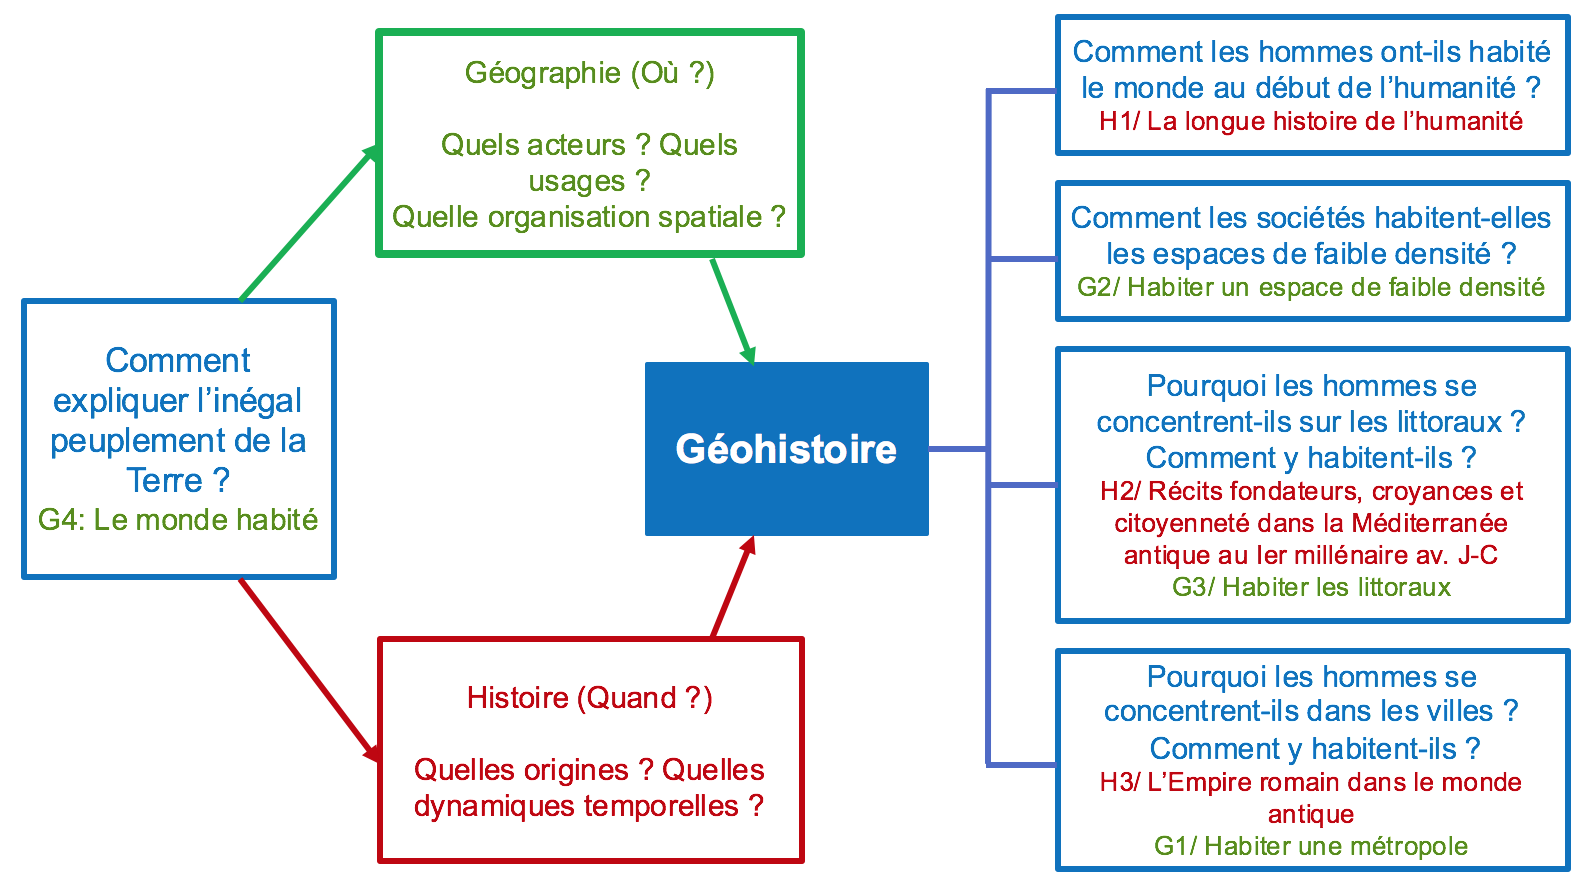 Comment
expliquer l’inégal
peuplement de la
Terre ?
G4: Le monde habité
Géographie (Où ?)
Quels acteurs ? Quels
usages ?
Quelle organisation spatiale ?
Histoire (Quand ?)
Quelles origines ? Quelles
dynamiques temporelles ?
Géohistoire
Comment les hommes ont-ils habité
le monde au début de l’humanité ?
H1/ La longue histoire de l’humanité
Comment les sociétés habitent-elles
les espaces de faible densité ?
G2/ Habiter un espace de faible densité
Pourquoi les hommes se
concentrent-ils sur les littoraux ?
Comment y habitent-ils ?
H2/ Récits fondateurs, croyances et
citoyenneté dans la Méditerranée
antique au Ier millénaire av. J-C
G3/ Habiter les littoraux
Pourquoi les hommes se
concentrent-ils dans les villes ?
Comment y habitent-ils ?
H3/ L’Empire romain dans le monde
antique
G1/ Habiter une métropole